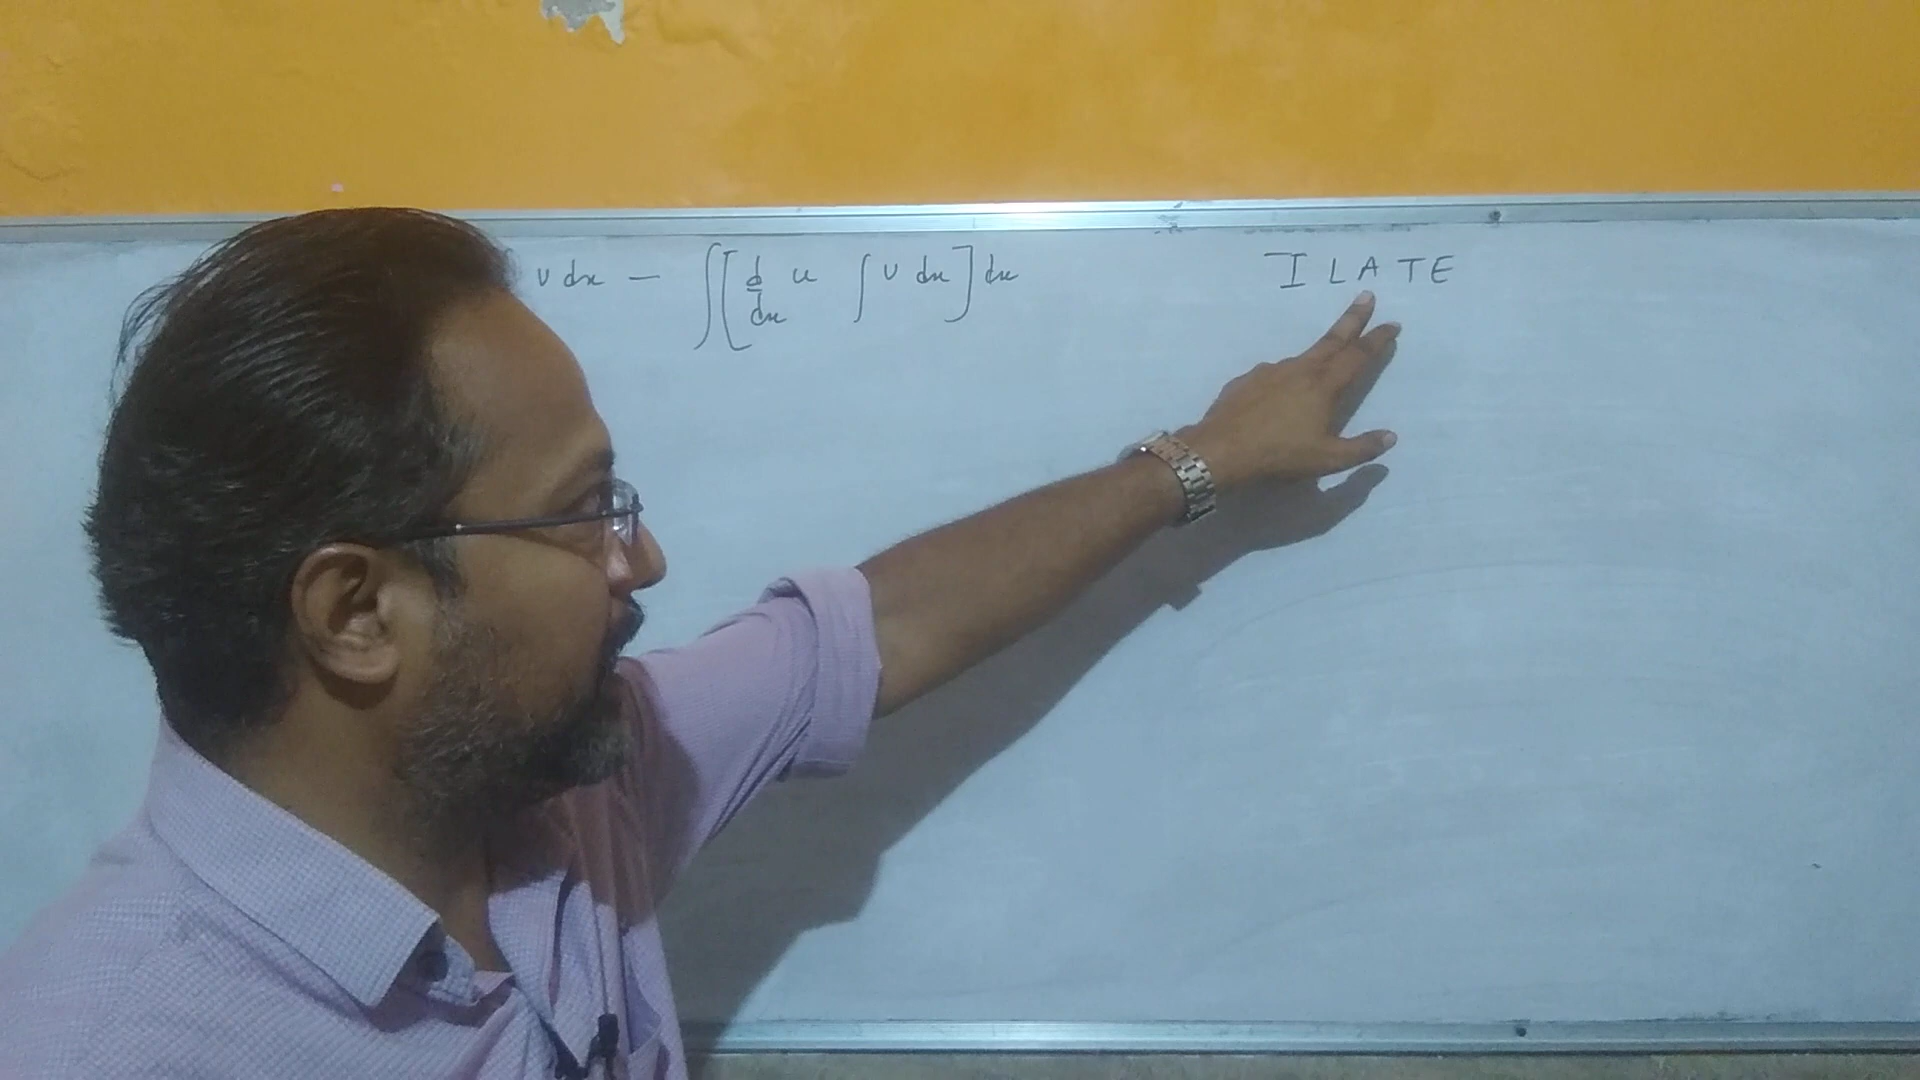 v dx — ∫[d/dx u ∫v dx] dx I L A T E